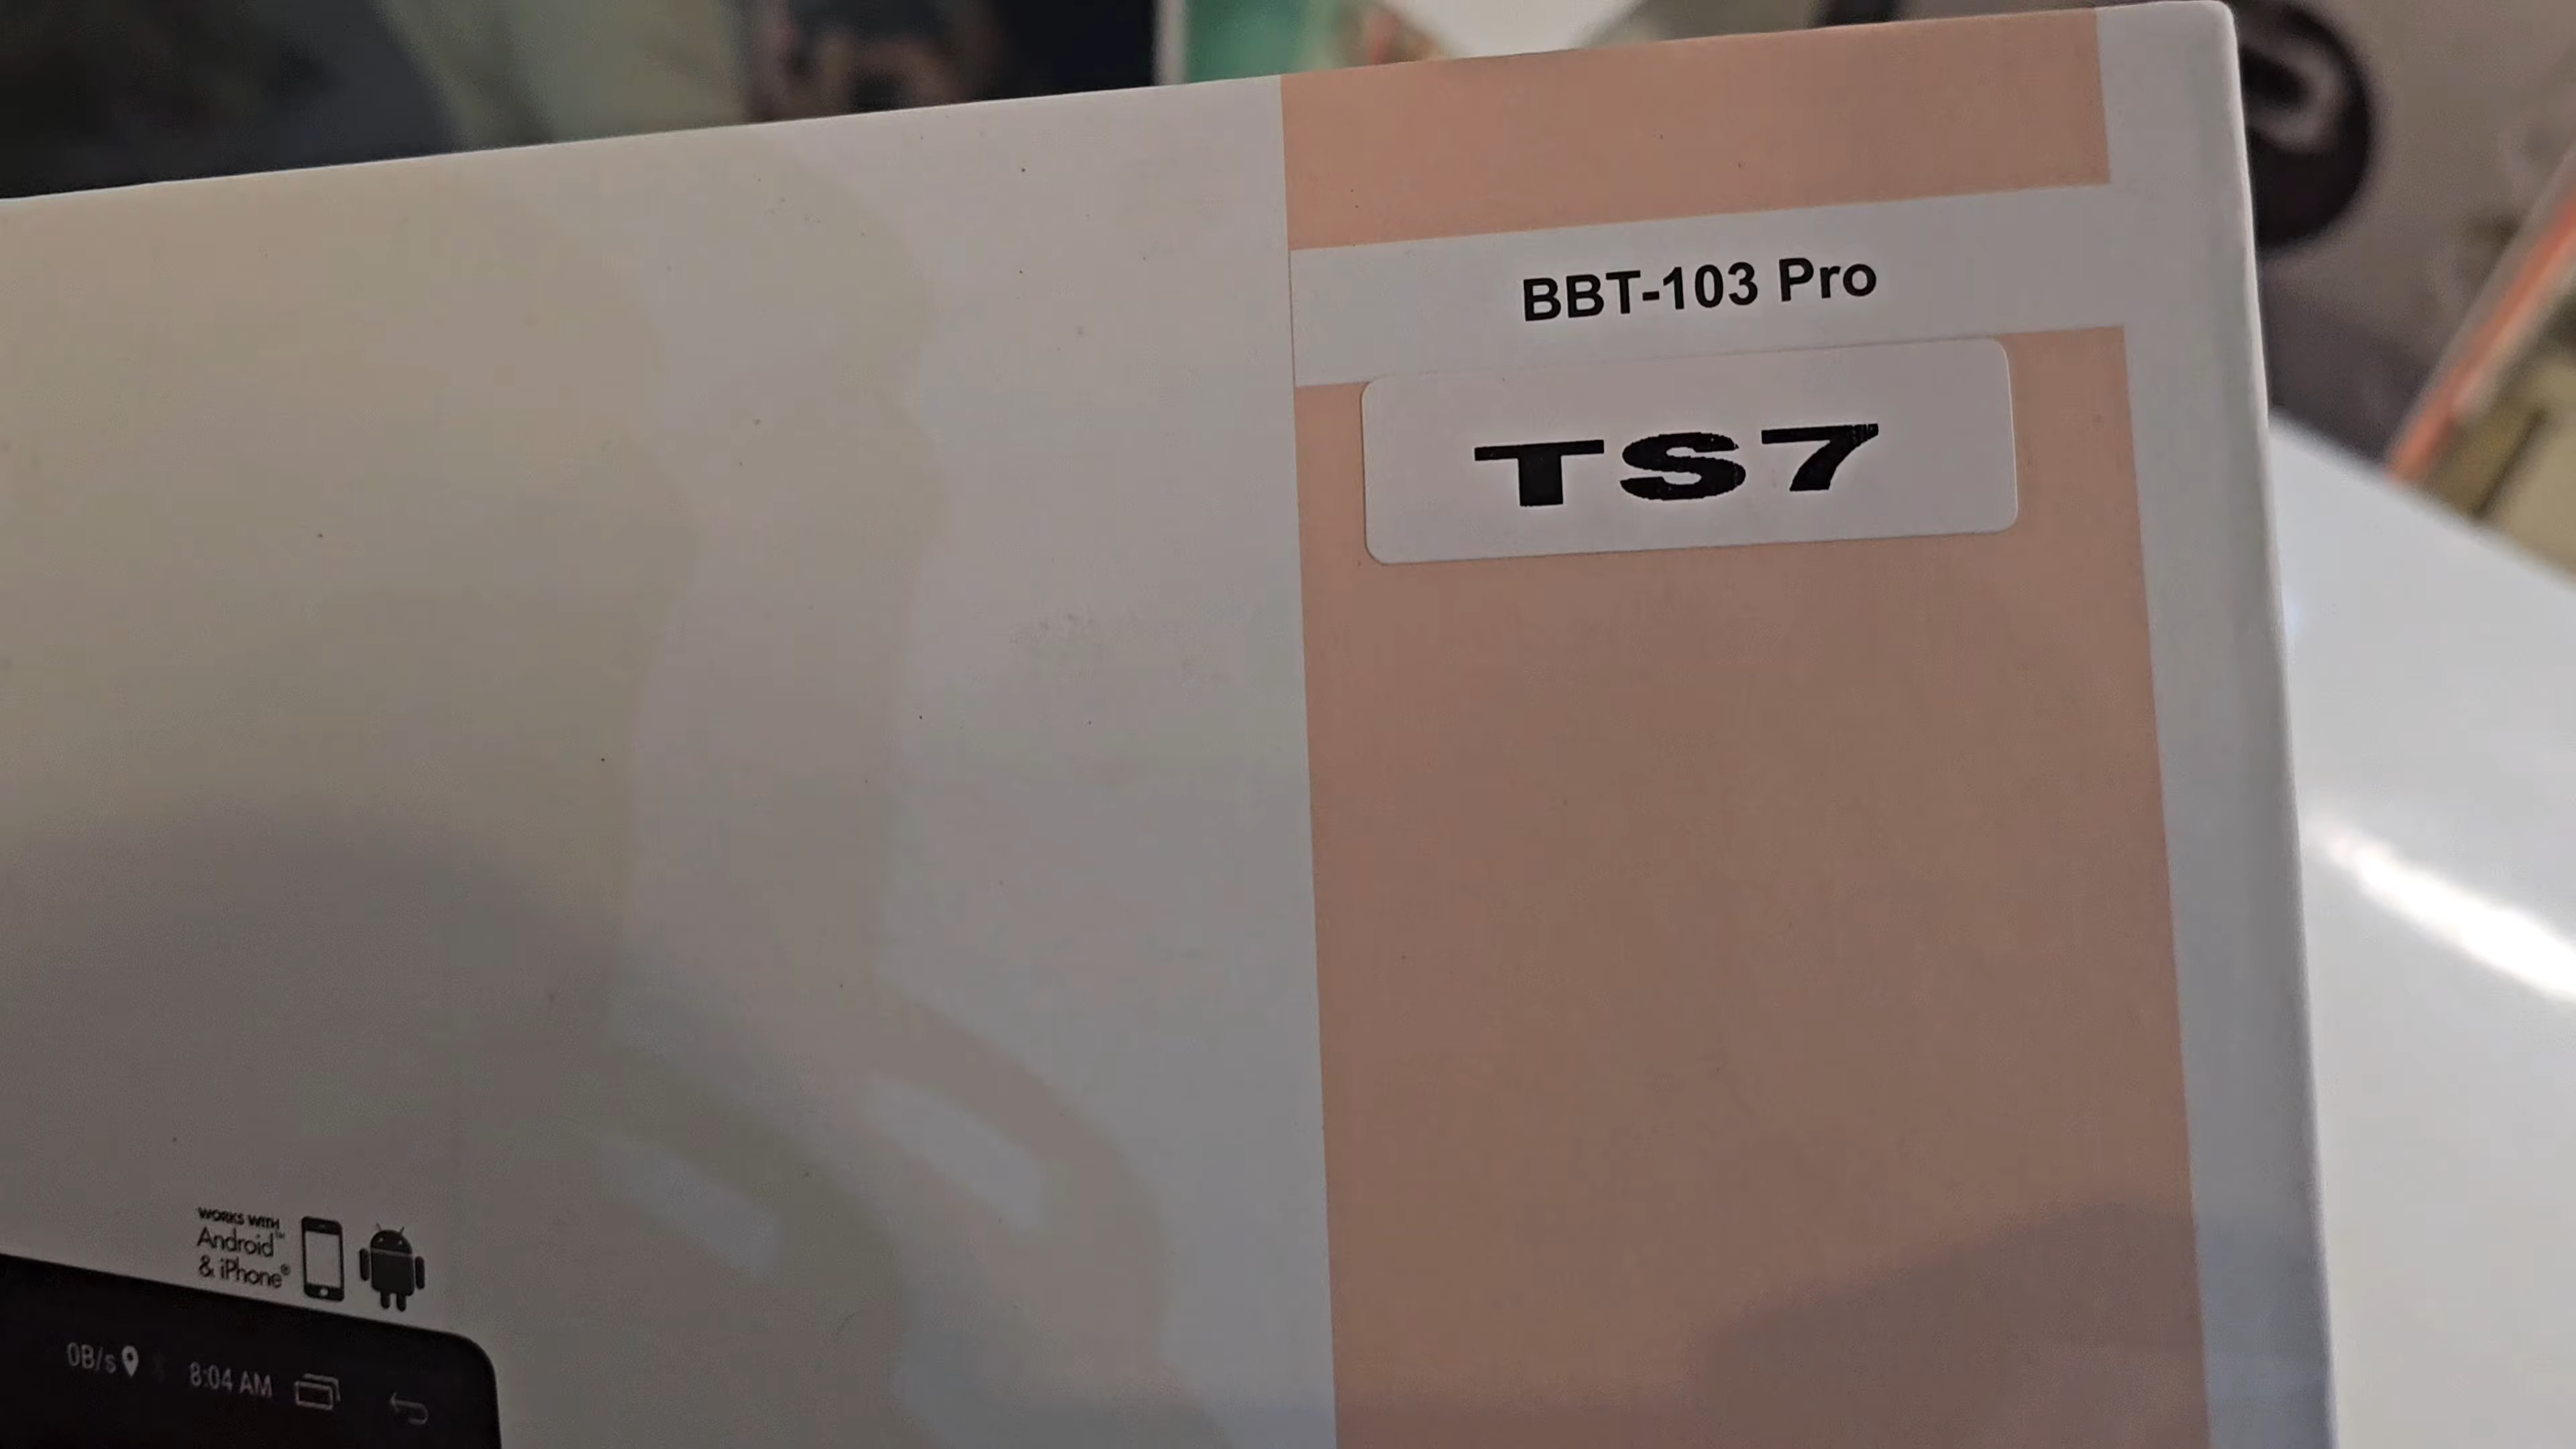 BBT-103 Pro
TS7
WORKS WITH
Android™
& iPhone®
0B/s 8:04 AM